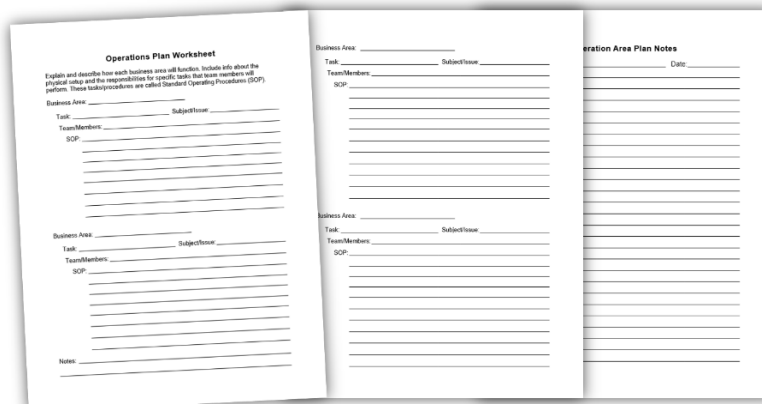 Operations Plan Worksheet
Explain and describe how each business area will function. Include info about the
physical setup and the responsibilities for specific tasks that team members will
perform. These tasks/procedures are called Standard Operating Procedures (SOP).
Business Area:
Task: Subject/Issue:
Team/Members:
SOP:
Business Area:
Task: Subject/Issue:
Team/Members:
SOP:
Notes:
Business Area:
Task: Subject/Issue:
Team/Members:
SOP:
Business Area:
Task: Subject/Issue:
Team/Members:
SOP:
eration Area Plan Notes
Date: